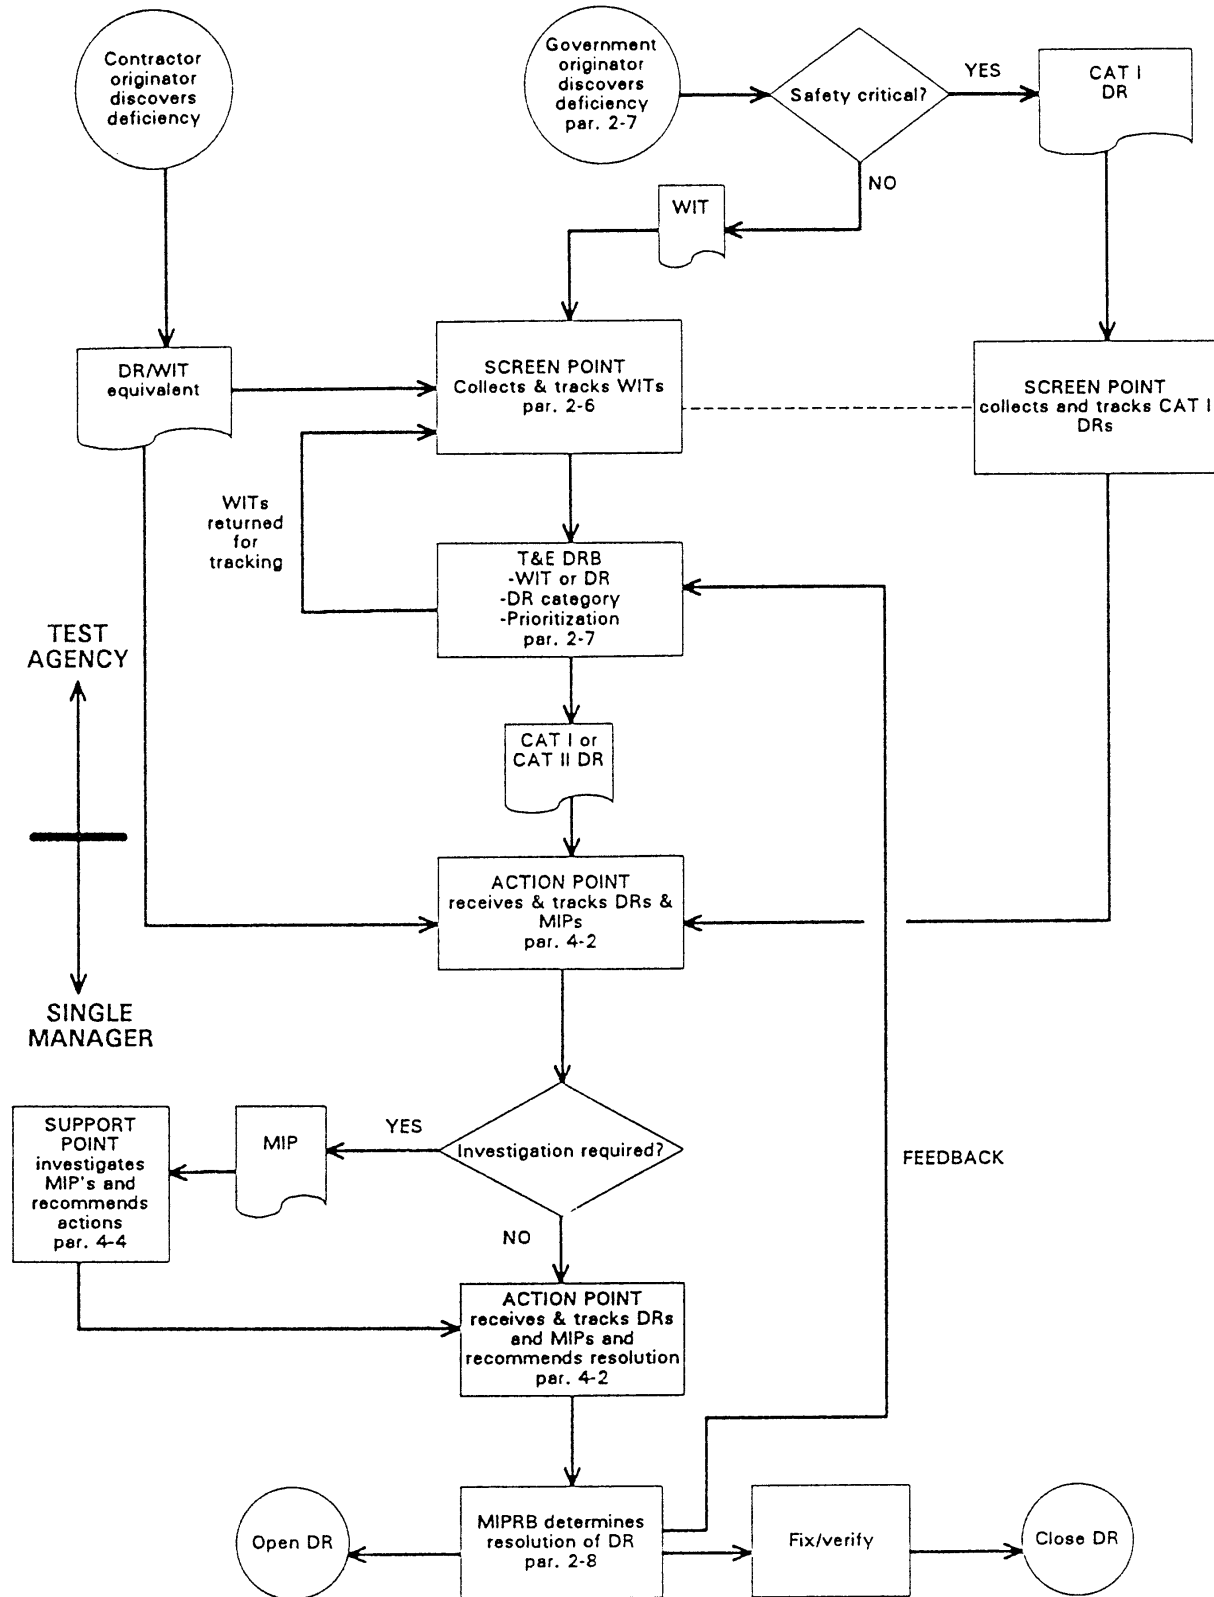 Contractor
originator
discovers
deficiency
Government
originator
discovers
deficiency
par. 2-7
Safety critical?
YES
CAT I
DR
NO
WIT
DR/WIT
equivalent
SCREEN POINT
Collects & tracks WITs
par. 2-6
SCREEN POINT
collects and tracks CAT I
DRs
WITs
returned
for
tracking
T&E DRB
-WIT or DR
-DR category
-Prioritization
par. 2-7
TEST
AGENCY
CAT I or
CAT II DR
ACTION POINT
receives & tracks DRs &
MIPs
par. 4-2
SINGLE
MANAGER
SUPPORT
POINT
investigates
MIP's and
recommends
actions
par. 4-4
MIP
YES
Investigation required?
FEEDBACK
NO
ACTION POINT
receives & tracks DRs
and MIPs and
recommends resolution
par. 4-2
Open DR
MIPRB determines
resolution of DR
par. 2-8
Fix/verify
Close DR